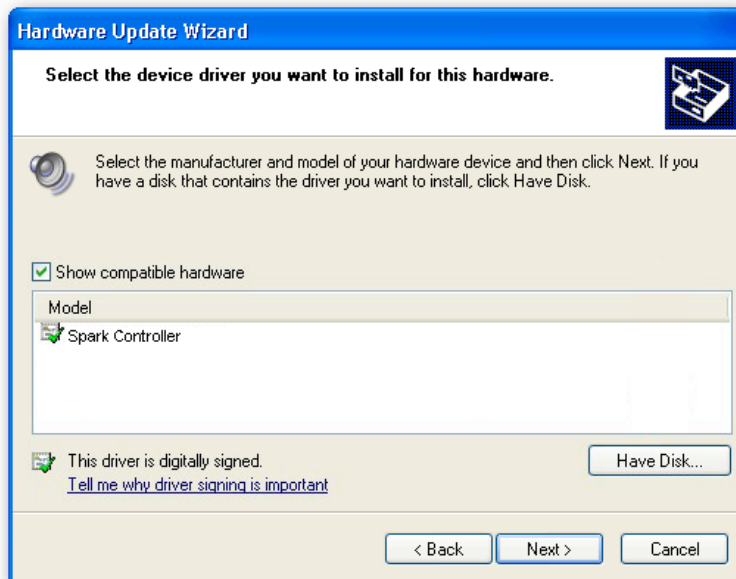 Hardware Update Wizard
Select the device driver you want to install for this hardware.
Select the manufacturer and model of your hardware device and then click Next. If you
have a disk that contains the driver you want to install, click Have Disk.
Show compatible hardware
Model
Spark Controller
This driver is digitally signed.
Have Disk...
Tell me why driver signing is important
< Back
Next >
Cancel